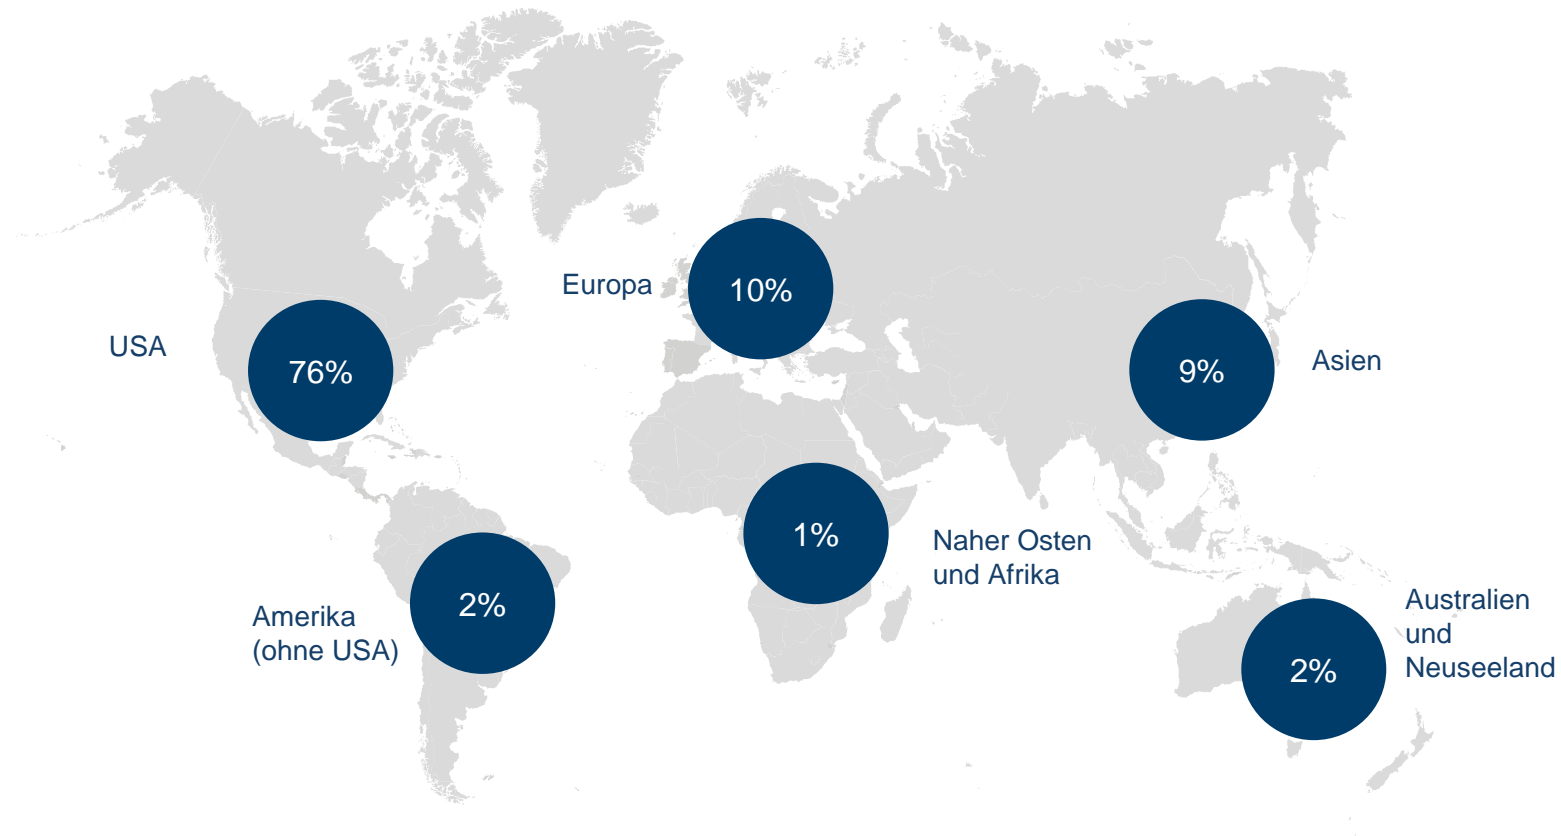 USA
76%
Europa
10%
9%
Asien
1%
Naher Osten
und Afrika
Amerika
(ohne USA)
2%
2%
Australien
und
Neuseeland